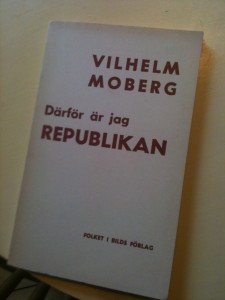 VILHELM
MOBERG
Därför är jag
REPUBLIKAN
FOLKET I BILDS FÖRLAG